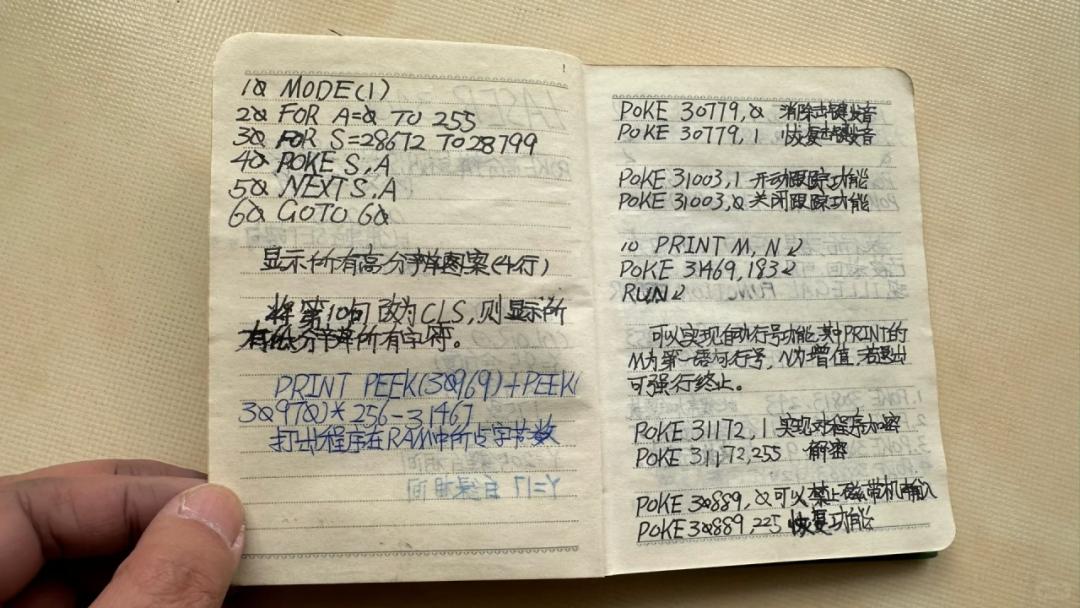 10 MODE(1)
20 FOR A=0 TO 255
30 FOR S=28672 TO 28799
40 POKE S,A
50 NEXT S,A
60 GOTO 60
显示所有高分辨图案(4行)
将第10句改为CLS,则显示所
有低分辨所有字符。
PRINT PEEK(30969)+PEEK(
30970)*256-31467
打出程序在RAM中所占字节数
POKE 30779,0 消除击键声音
POKE 30779,1 恢复击键声音
POKE 31003,1 开动跟踪功能
POKE 31003,0 关闭跟踪功能
10 PRINT M,N↙
POKE 31469,183↙
RUN↙
可以实现自动行号功能,其中PRINT的
M为第一语句行号,N为增值,若退出
可强行终止。
POKE 31172,1 实现对程序加密
POKE 31172,255 解密
POKE 30889,0 可以禁止磁带机输入
POKE 30889,225 恢复功能